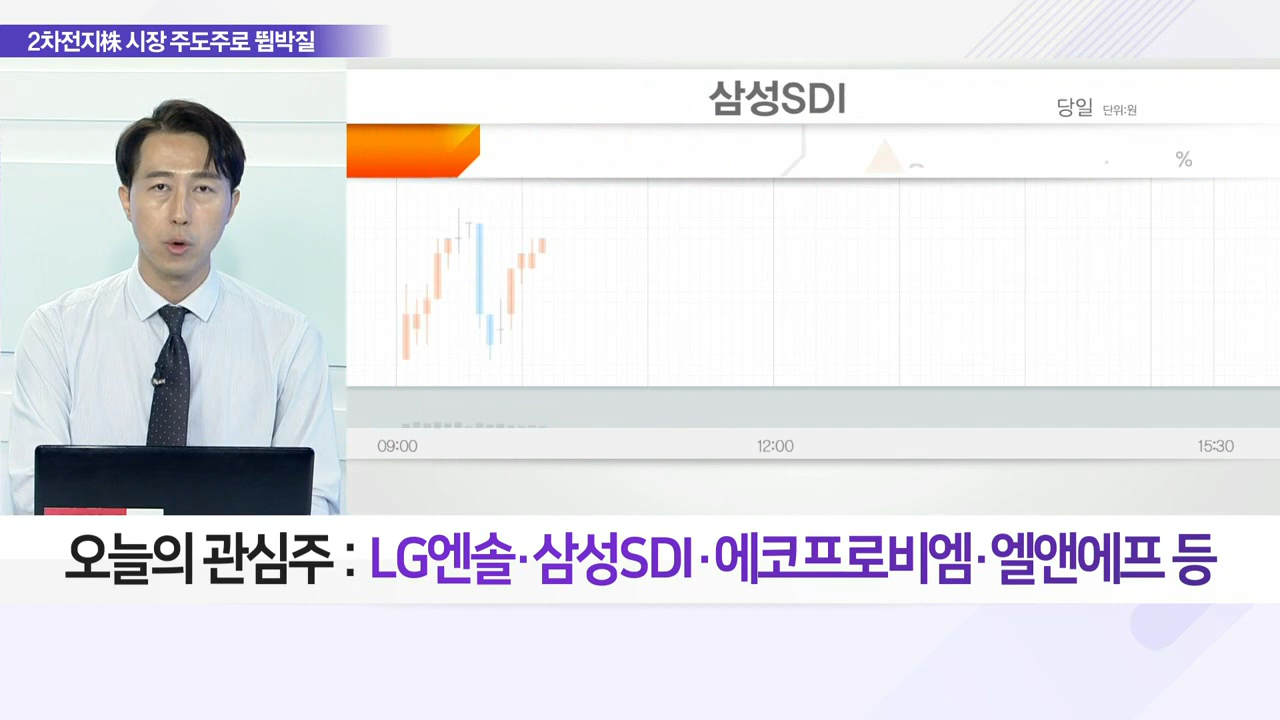 2차전지株 시장 주도주로 뜀박질
삼성SDI
당일 단위:원
%
09:00 12:00 15:30
오늘의 관심주 : LG엔솔·삼성SDI·에코프로비엠·엘앤에프 등